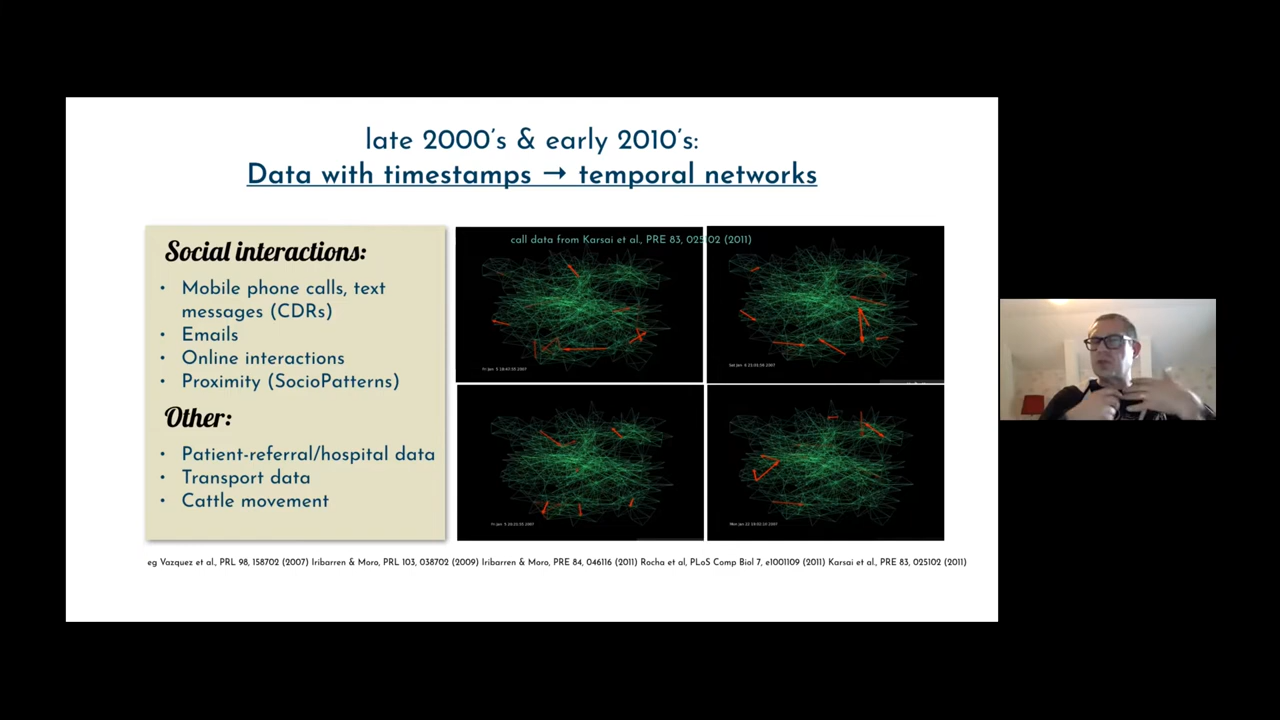 late 2000's & early 2010's:
Data with timestamps → temporal networks
Social interactions:
• Mobile phone calls, text
messages (CDRs)
• Emails
• Online interactions
• Proximity (SocioPatterns)
Other:
• Patient-referral/hospital data
• Transport data
• Cattle movement
call data from Karsai et al., PRE 83, 025102 (2011)
eg Vazquez et al., PRL 98, 158702 (2007) Iribarren & Moro, PRL 103, 038702 (2009) Iribarren & Moro, PRE 84, 046116 (2011) Rocha et al, PLoS Comp Biol 7, e1001109 (2011) Karsai et al., PRE 83, 025102 (2011)